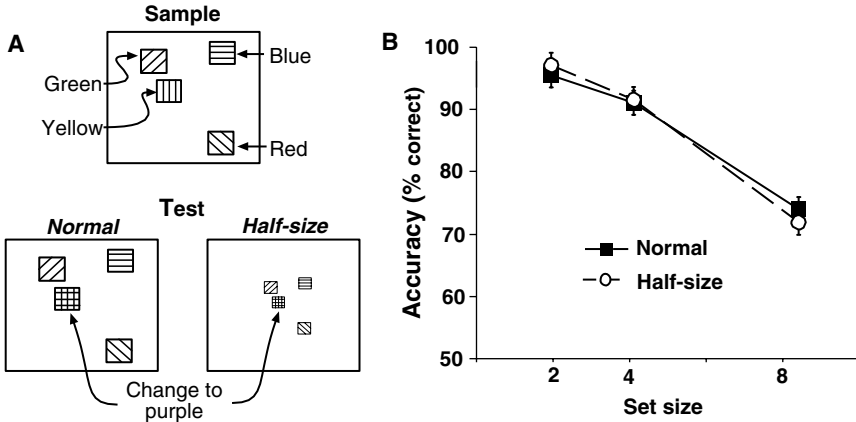 A
Sample
Green
Yellow
Blue
Red
Test
Normal
Half-size
Change to
purple
B
Accuracy (% correct)
100
90
80
70
60
50
Normal
Half-size
2
4
8
Set size